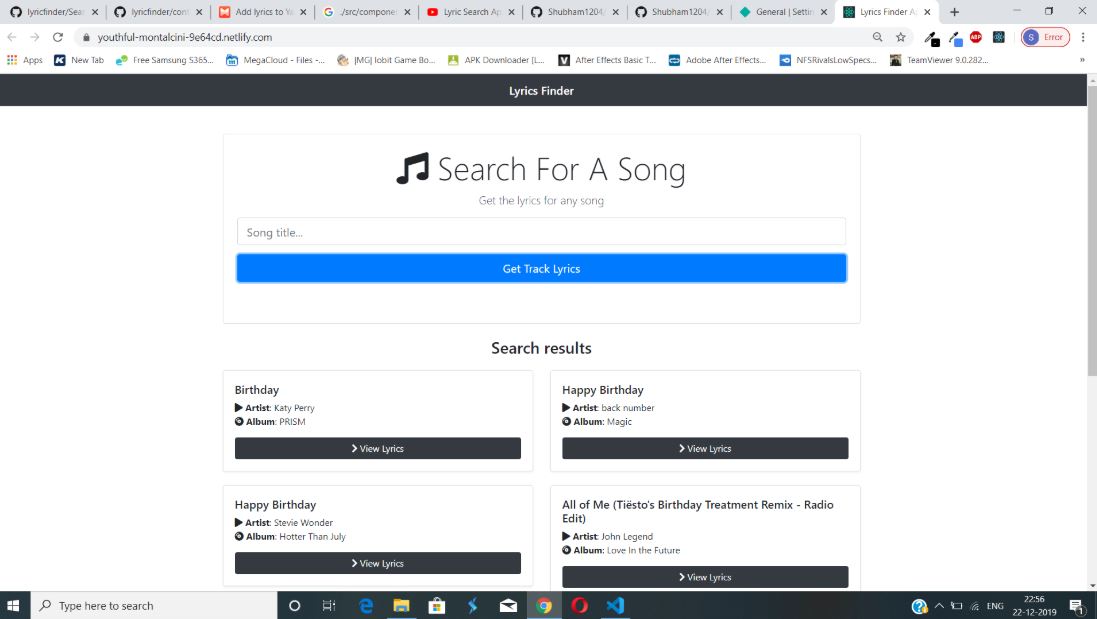 lyricfinder/Sea
lyricfinder/cont
Add lyrics to Ya
./src/compone
Lyric Search Ap
Shubham1204
Shubham1204
General | Settin
Lyrics Finder A
youthful-montalcini-9e64cd.netlify.com
ABP
S Error
Apps
New Tab
Free Samsung S365...
MegaCloud - Files -...
|MG| Iobit Game Bo...
APK Downloader [L...
After Effects Basic T...
Adobe After Effects...
NFSRivalsLowSpecs...
TeamViewer 9.0.282...
»
Lyrics Finder
Search For A Song
Get the lyrics for any song
Song title...
Get Track Lyrics
Search results
Birthday
Artist: Katy Perry
Album: PRISM
View Lyrics
Happy Birthday
Artist: back number
Album: Magic
View Lyrics
Happy Birthday
Artist: Stevie Wonder
Album: Hotter Than July
View Lyrics
All of Me (Tiësto's Birthday Treatment Remix - Radio
Edit)
Artist: John Legend
Album: Love In the Future
View Lyrics
Type here to search
ENG
22:56
22-12-2019
1